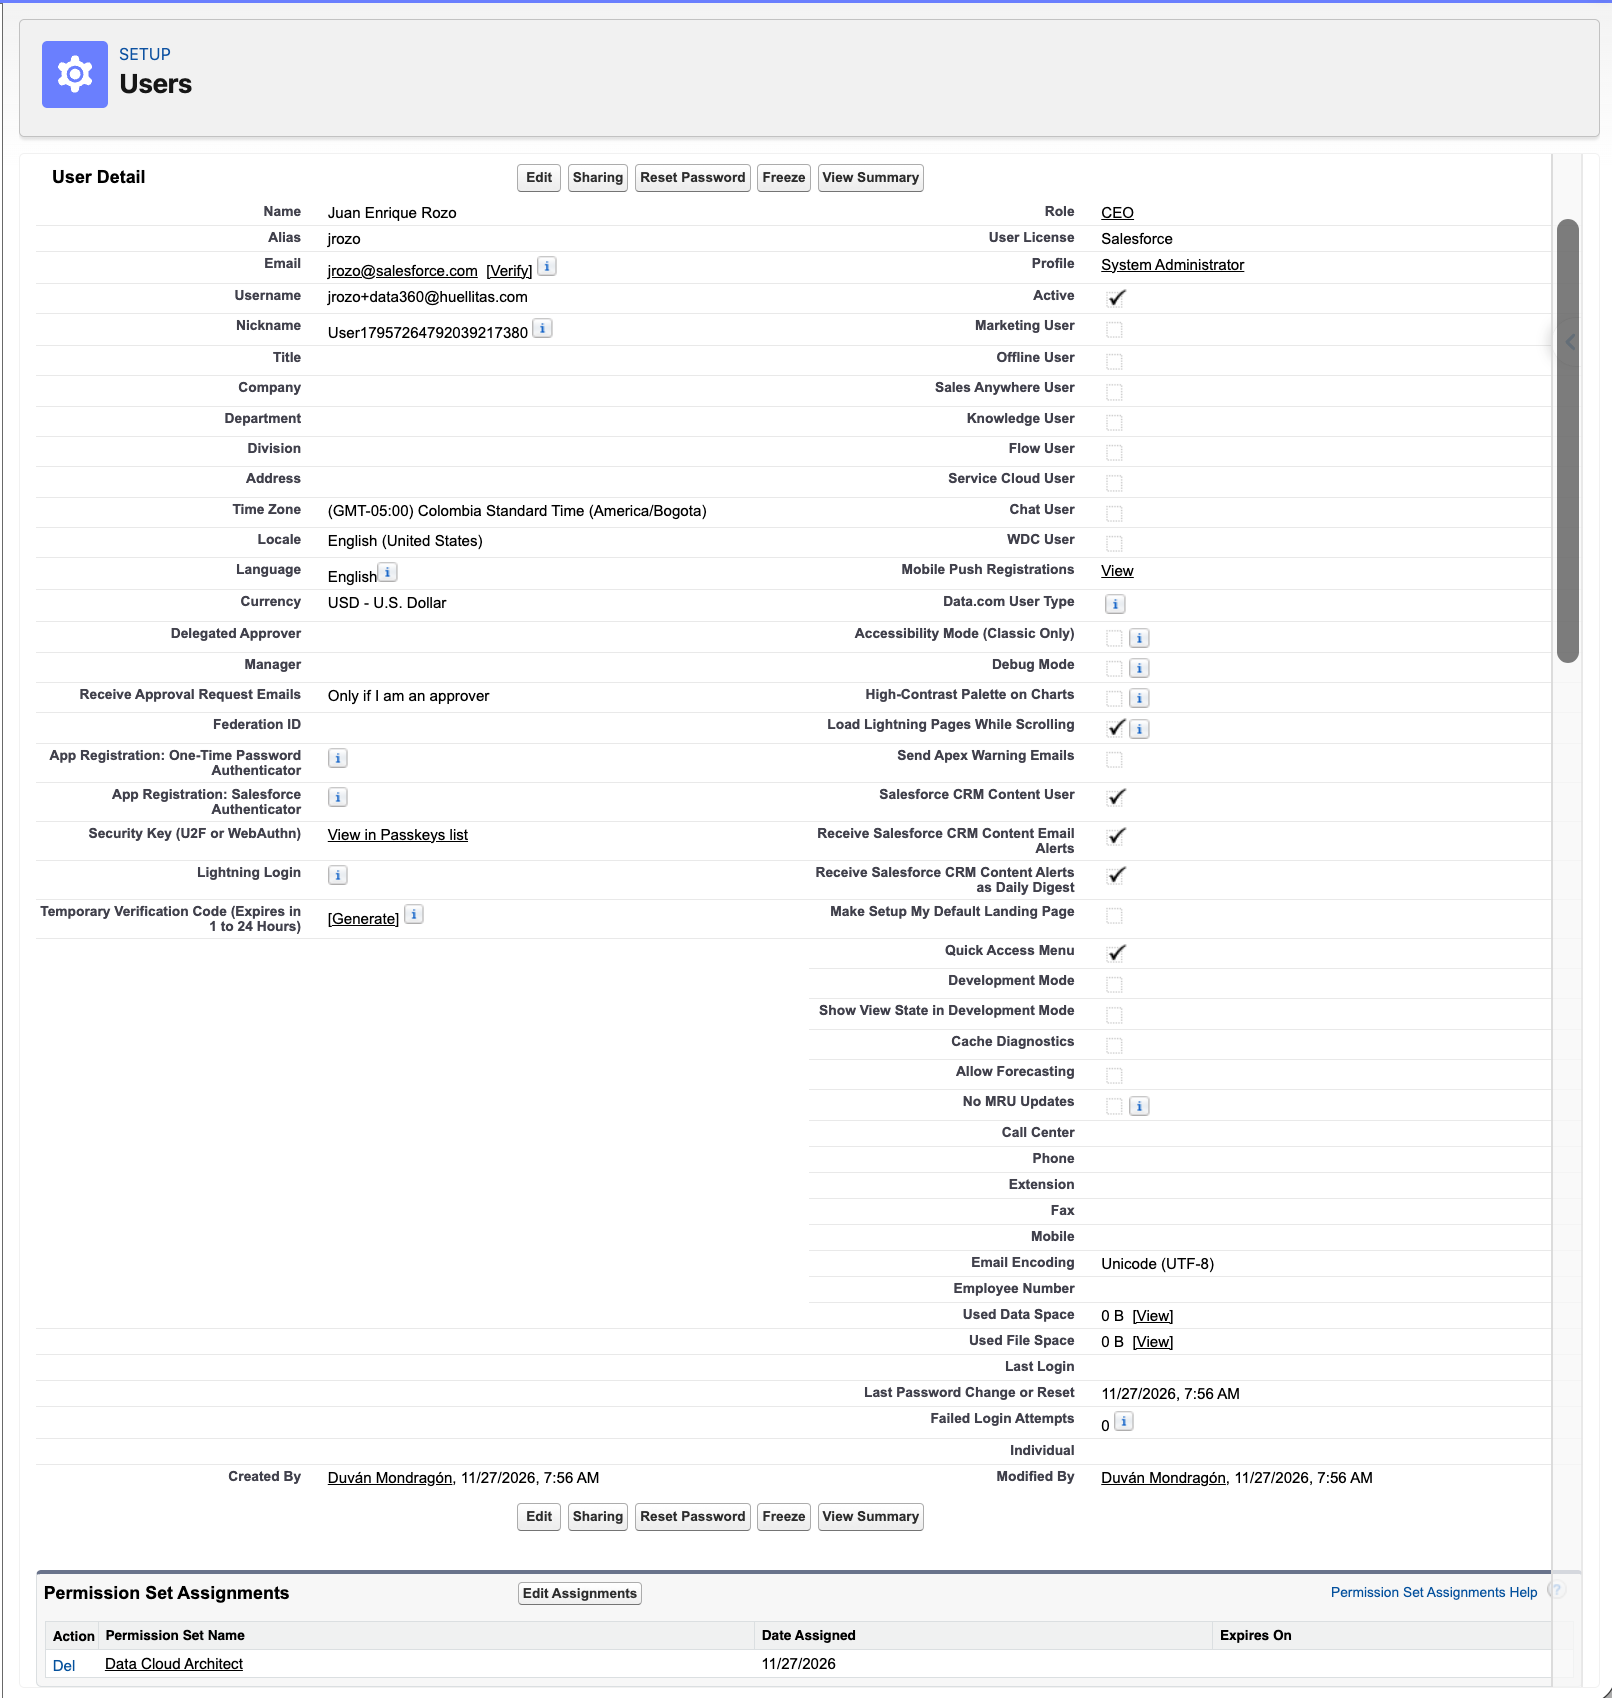 SETUP
Users
User Detail
Edit Sharing Reset Password Freeze View Summary
Name Juan Enrique Rozo Role CEO
Alias jrozo User License Salesforce
Email jrozo@salesforce.com [Verify] i Profile System Administrator
Username jrozo+data360@huellitas.com Active
Nickname User17957264792039217380 i Marketing User
Title Offline User
Company Sales Anywhere User
Department Knowledge User
Division Flow User
Address Service Cloud User
Time Zone (GMT-05:00) Colombia Standard Time (America/Bogota) Chat User
Locale English (United States) WDC User
Language English i Mobile Push Registrations View
Currency USD - U.S. Dollar Data.com User Type i
Delegated Approver Accessibility Mode (Classic Only) i
Manager Debug Mode i
Receive Approval Request Emails Only if I am an approver High-Contrast Palette on Charts i
Federation ID Load Lightning Pages While Scrolling i
App Registration: One-Time Password Authenticator i Send Apex Warning Emails
App Registration: Salesforce Authenticator i Salesforce CRM Content User
Security Key (U2F or WebAuthn) View in Passkeys list Receive Salesforce CRM Content Email Alerts
Lightning Login i Receive Salesforce CRM Content Alerts as Daily Digest
Temporary Verification Code (Expires in 1 to 24 Hours) [Generate] i Make Setup My Default Landing Page
Quick Access Menu
Development Mode
Show View State in Development Mode
Cache Diagnostics
Allow Forecasting
No MRU Updates i
Call Center
Phone
Extension
Fax
Mobile
Email Encoding Unicode (UTF-8)
Employee Number
Used Data Space 0 B [View]
Used File Space 0 B [View]
Last Login
Last Password Change or Reset 11/27/2026, 7:56 AM
Failed Login Attempts 0 i
Individual
Created By Duván Mondragón, 11/27/2026, 7:56 AM Modified By Duván Mondragón, 11/27/2026, 7:56 AM
Edit Sharing Reset Password Freeze View Summary
Permission Set Assignments Edit Assignments Permission Set Assignments Help ?
Action Permission Set Name Date Assigned Expires On
Del Data Cloud Architect 11/27/2026